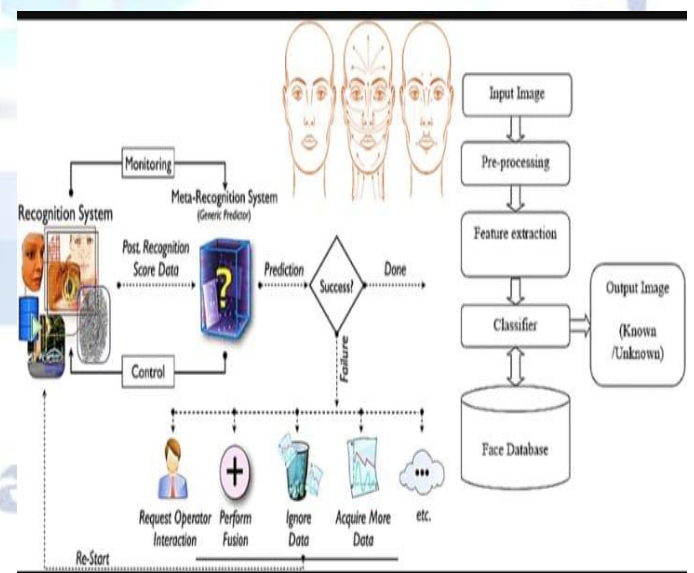 Monitoring
Recognition System
Meta-Recognition System
(Generic Predictor)
Post, Recognition
Score Data
?
Prediction
Success?
Done
Control
Failure
+
Request Operator
Interaction
Perform
Fusion
Ignore
Data
Acquire More
Data
...
etc.
Re-Start
Input Image
Pre-processing
Feature extraction
Classifier
Output Image
(Known
/Unknown)
Face Database